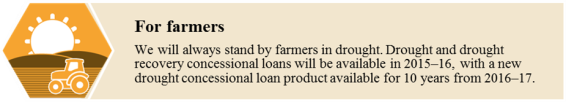 For farmers
We will always stand by farmers in drought. Drought and drought
recovery concessional loans will be available in 2015–16, with a new
drought concessional loan product available for 10 years from 2016–17.